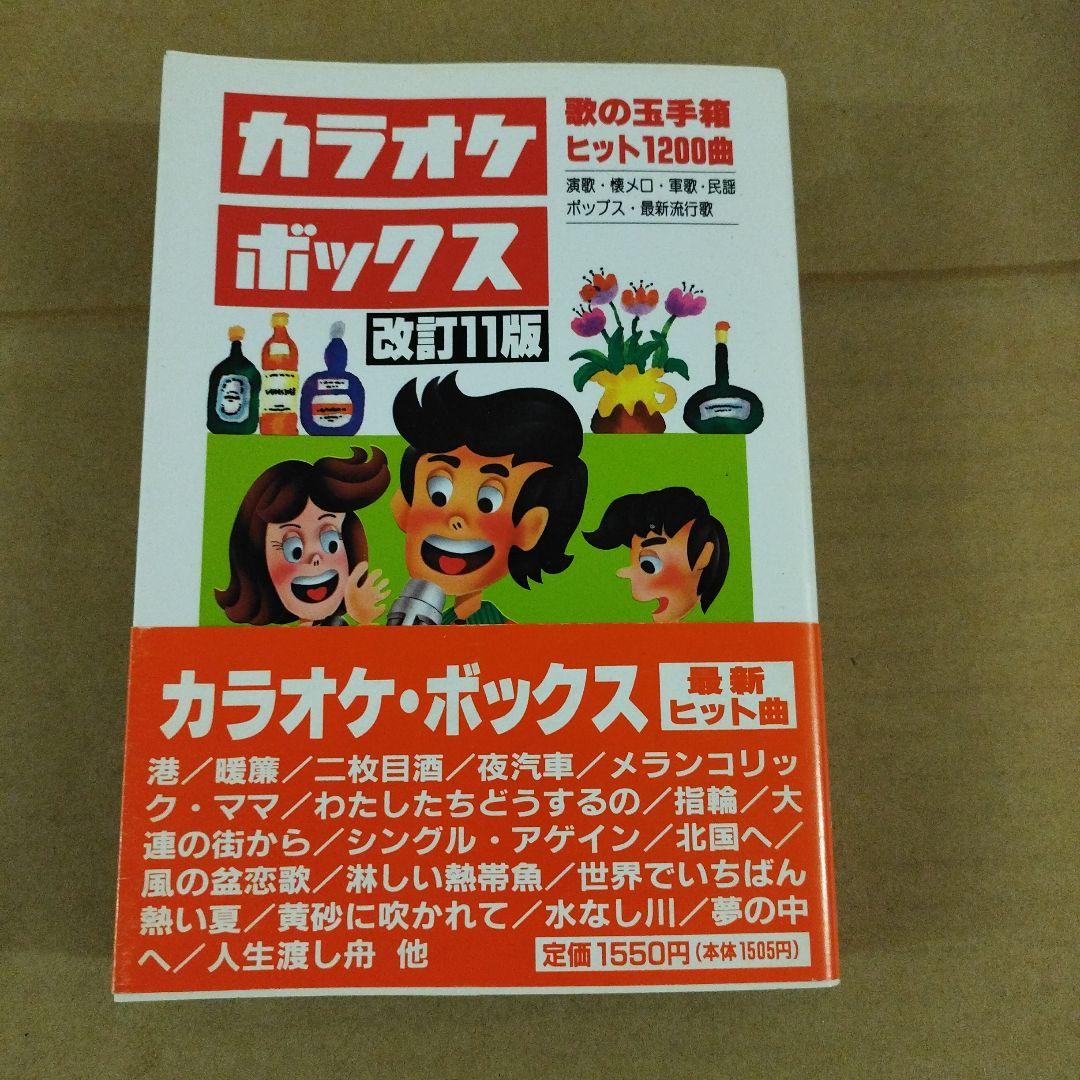 カラオケ
ボックス
改訂11版
歌の玉手箱
ヒット1200曲
演歌・懐メロ・軍歌・民謡
ポップス・最新流行歌
カラオケ・ボックス
最新
ヒット曲
港／暖簾／二枚目酒／夜汽車／メランコリッ
ク・ママ／わたしたちどうするの／指輪／大
連の街から／シングル・アゲイン／北国へ／
風の盆恋歌／淋しい熱帯魚／世界でいちばん
熱い夏／黄砂に吹かれて／水なし川／夢の中
へ／人生渡し舟 他
定価1550円(本体1505円)